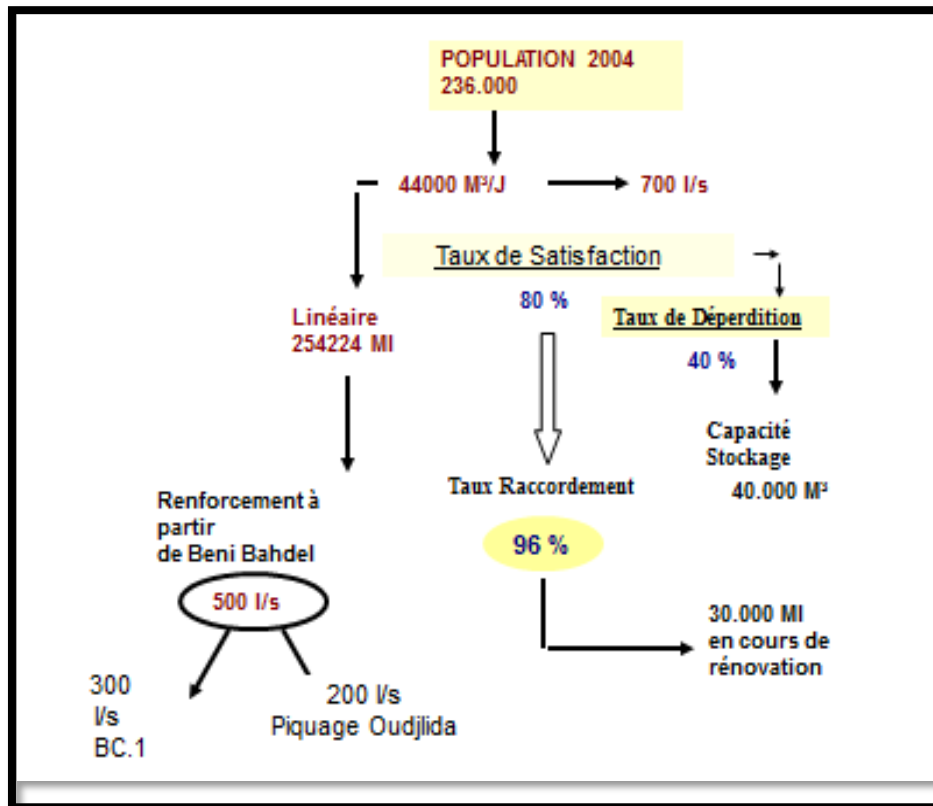 POPULATION 2004
236.000
44000 M³/J
700 l/s
Taux de Satisfaction
80 %
Taux de Déperdition
40 %
Linéaire
254224 Ml
Capacité
Stockage
40.000 M³
Taux Raccordement
96 %
Renforcement à
partir
de Beni Bahdel
500 l/s
30.000 Ml
en cours de
rénovation
300
l/s
BC.1
200 l/s
Piquage Oudjlida